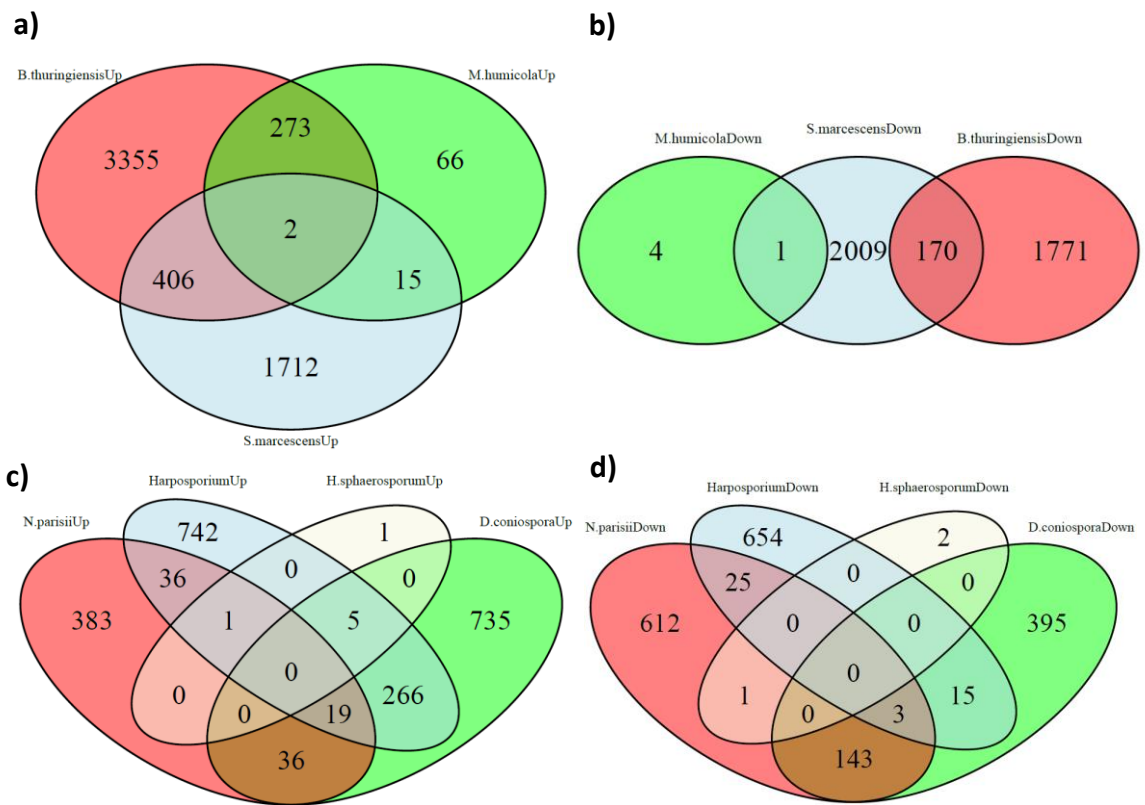 a)
B.thuringiensisUp
M.humicolaUp
273
3355
66
2
406
15
1712
S.marcescensUp
b)
M.humicolaDown
S.marcescensDown
B.thuringiensisDown
4
1
2009
170
1771
c)
HarposporiumUp
H.sphaerosporumUp
N.parisiiUp
D.coniosporaUp
742
1
36
0
0
383
1
5
735
0
0
0
19
266
36
d)
HarposporiumDown
H.sphaerosporumDown
N.parisiiDown
D.coniosporaDown
654
2
25
0
0
612
0
0
395
0
1
0
3
15
143